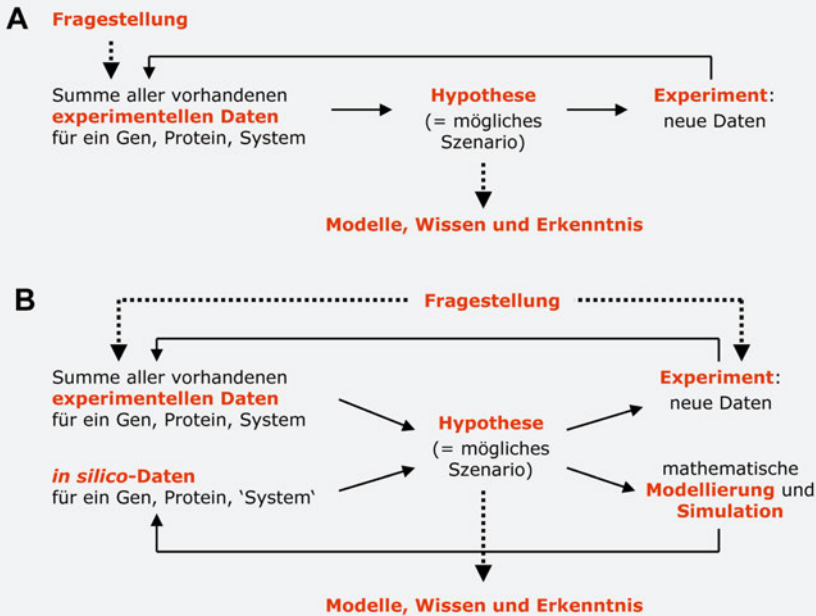 A
Fragestellung
Summe aller vorhandenen
experimentellen Daten
für ein Gen, Protein, System
Hypothese
(= mögliches
Szenario)
Experiment:
neue Daten
Modelle, Wissen und Erkenntnis
B
Fragestellung
Summe aller vorhandenen
experimentellen Daten
für ein Gen, Protein, System
in silico-Daten
für ein Gen, Protein, ‘System‘
Hypothese
(= mögliches
Szenario)
Experiment:
neue Daten
mathematische
Modellierung und
Simulation
Modelle, Wissen und Erkenntnis